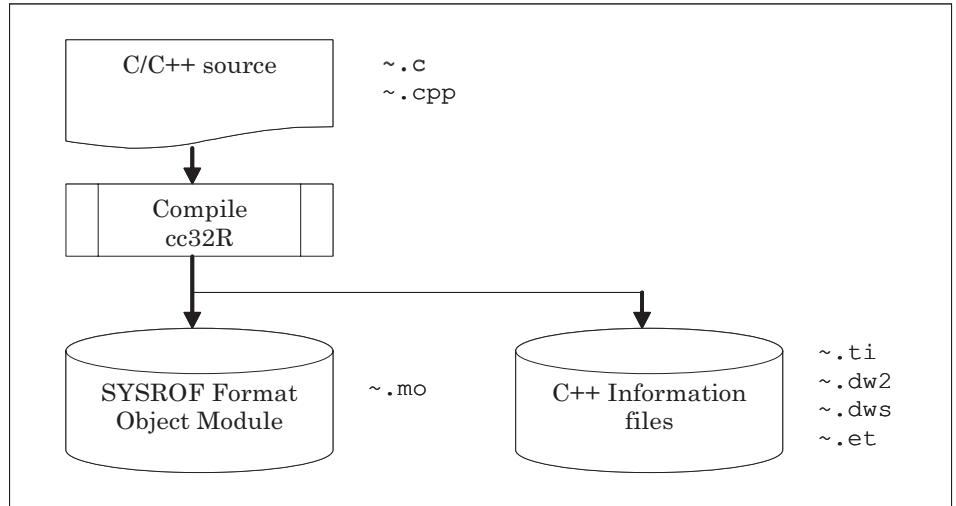 C/C++ source
~.c
~.cpp
Compile
cc32R
SYSROF Format
Object Module
~.mo
C++ Information
files
~.ti
~.dw2
~.dws
~.et